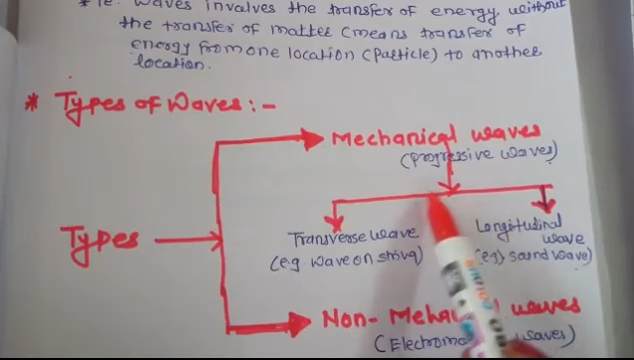 * ie. Waves involves the transfer of energy, without
the transfer of matter (means transfer of
energy from one location (Particle) to another
location.
* Types of Waves :-
Mechanical waves
(Progressive waves)
Types
Transverse wave
(e.g. wave on string)
Longitudinal
wave
(e.g) sound wave)
Non-
waves